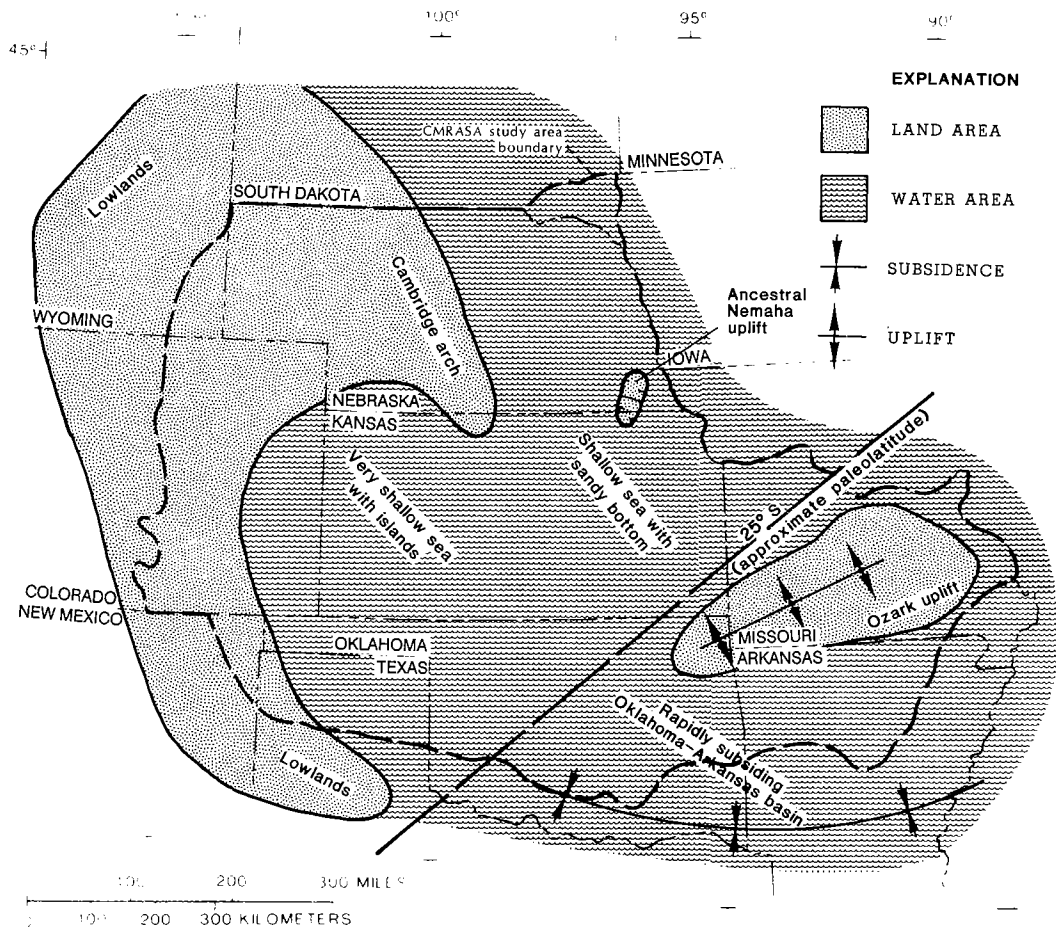 100°
95°
90°
45°
EXPLANATION
LAND AREA
WATER AREA
SUBSIDENCE
UPLIFT
CMRASA study area
boundary
MINNESOTA
Lowlands
SOUTH DAKOTA
Cambridge arch
Ancestral
Nemaha
uplift
WYOMING
IOWA
NEBRASKA
KANSAS
Very shallow sea
with islands
Shallow sea with
sandy bottom
25° S.
(approximate paleolatitude)
Ozark uplift
COLORADO
NEW MEXICO
OKLAHOMA
TEXAS
MISSOURI
ARKANSAS
Rapidly subsiding
Oklahoma-Arkansas basin
Lowlands
100 200 300 MILES
100 200 300 KILOMETERS